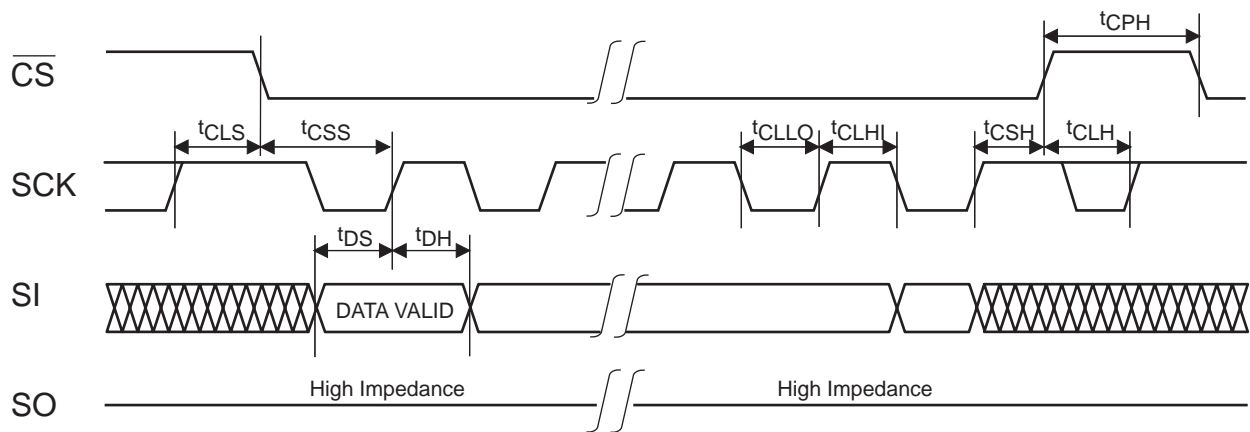 tCPH
CS
tCLS
tCSS
tCLLO
tCLHI
tCSH
tCLH
SCK
tDS
tDH
SI
DATA VALID
High Impedance
High Impedance
SO